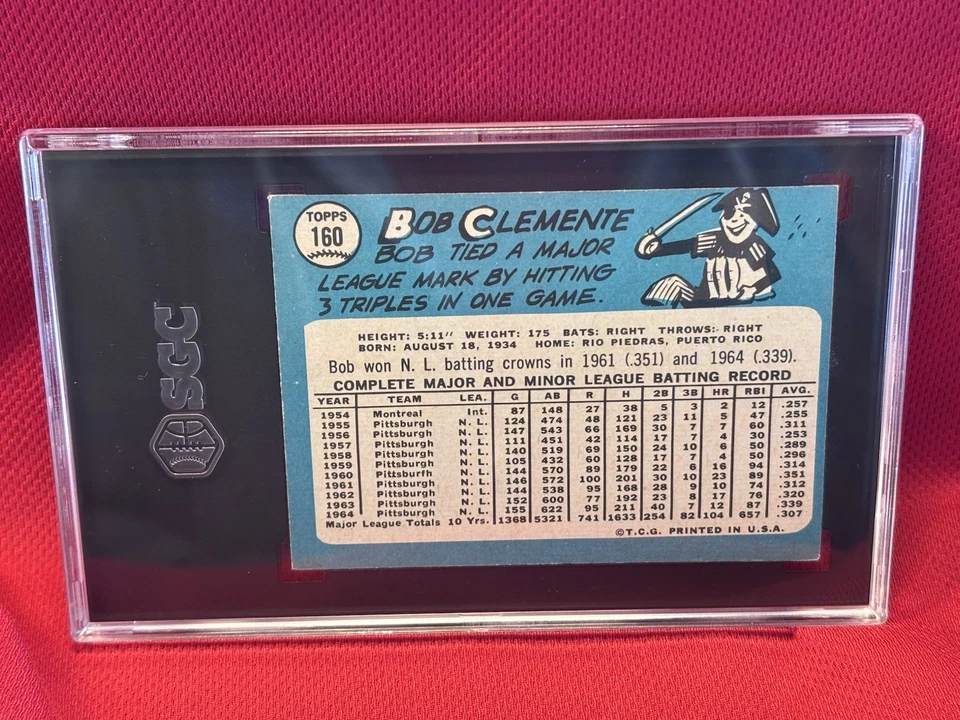 TOPPS
160
BOB CLEMENTE
BOB TIED A MAJOR
LEAGUE MARK BY HITTING
3 TRIPLES IN ONE GAME.
HEIGHT: 5:11" WEIGHT: 175 BATS: RIGHT THROWS: RIGHT
BORN: AUGUST 18, 1934 HOME: RIO PIEDRAS, PUERTO RICO
Bob won N. L. batting crowns in 1961 (.351) and 1964 (.339).
COMPLETE MAJOR AND MINOR LEAGUE BATTING RECORD
YEAR TEAM LEA. G AB R H 2B 3B HR RBI AVG.
1954 Montreal Int. 87 148 27 38 5 3 2 12 .257
1955 Pittsburgh N. L. 124 474 48 121 23 11 5 47 .255
1956 Pittsburgh N. L. 147 543 66 169 30 7 7 60 .311
1957 Pittsburgh N. L. 111 451 42 114 17 7 4 30 .253
1958 Pittsburgh N. L. 140 519 69 150 24 10 6 50 .289
1959 Pittsburgh N. L. 105 432 60 128 17 7 4 50 .296
1960 Pittsburfh N. L. 144 570 89 179 22 6 16 94 .314
1961 Pittsburgh N. L. 146 572 100 201 30 10 23 89 .351
1962 Pittsburgh N. L. 144 538 95 168 28 9 10 74 .312
1963 Pittsburgh N. L. 152 600 77 192 23 8 17 76 .320
1964 Pittsburgh N. L. 155 622 95 211 40 7 12 87 .339
Major League Totals 10 Yrs. 1368 5321 741 1633 254 82 104 657 .307
©T.C.G. PRINTED IN U.S.A.
SGC